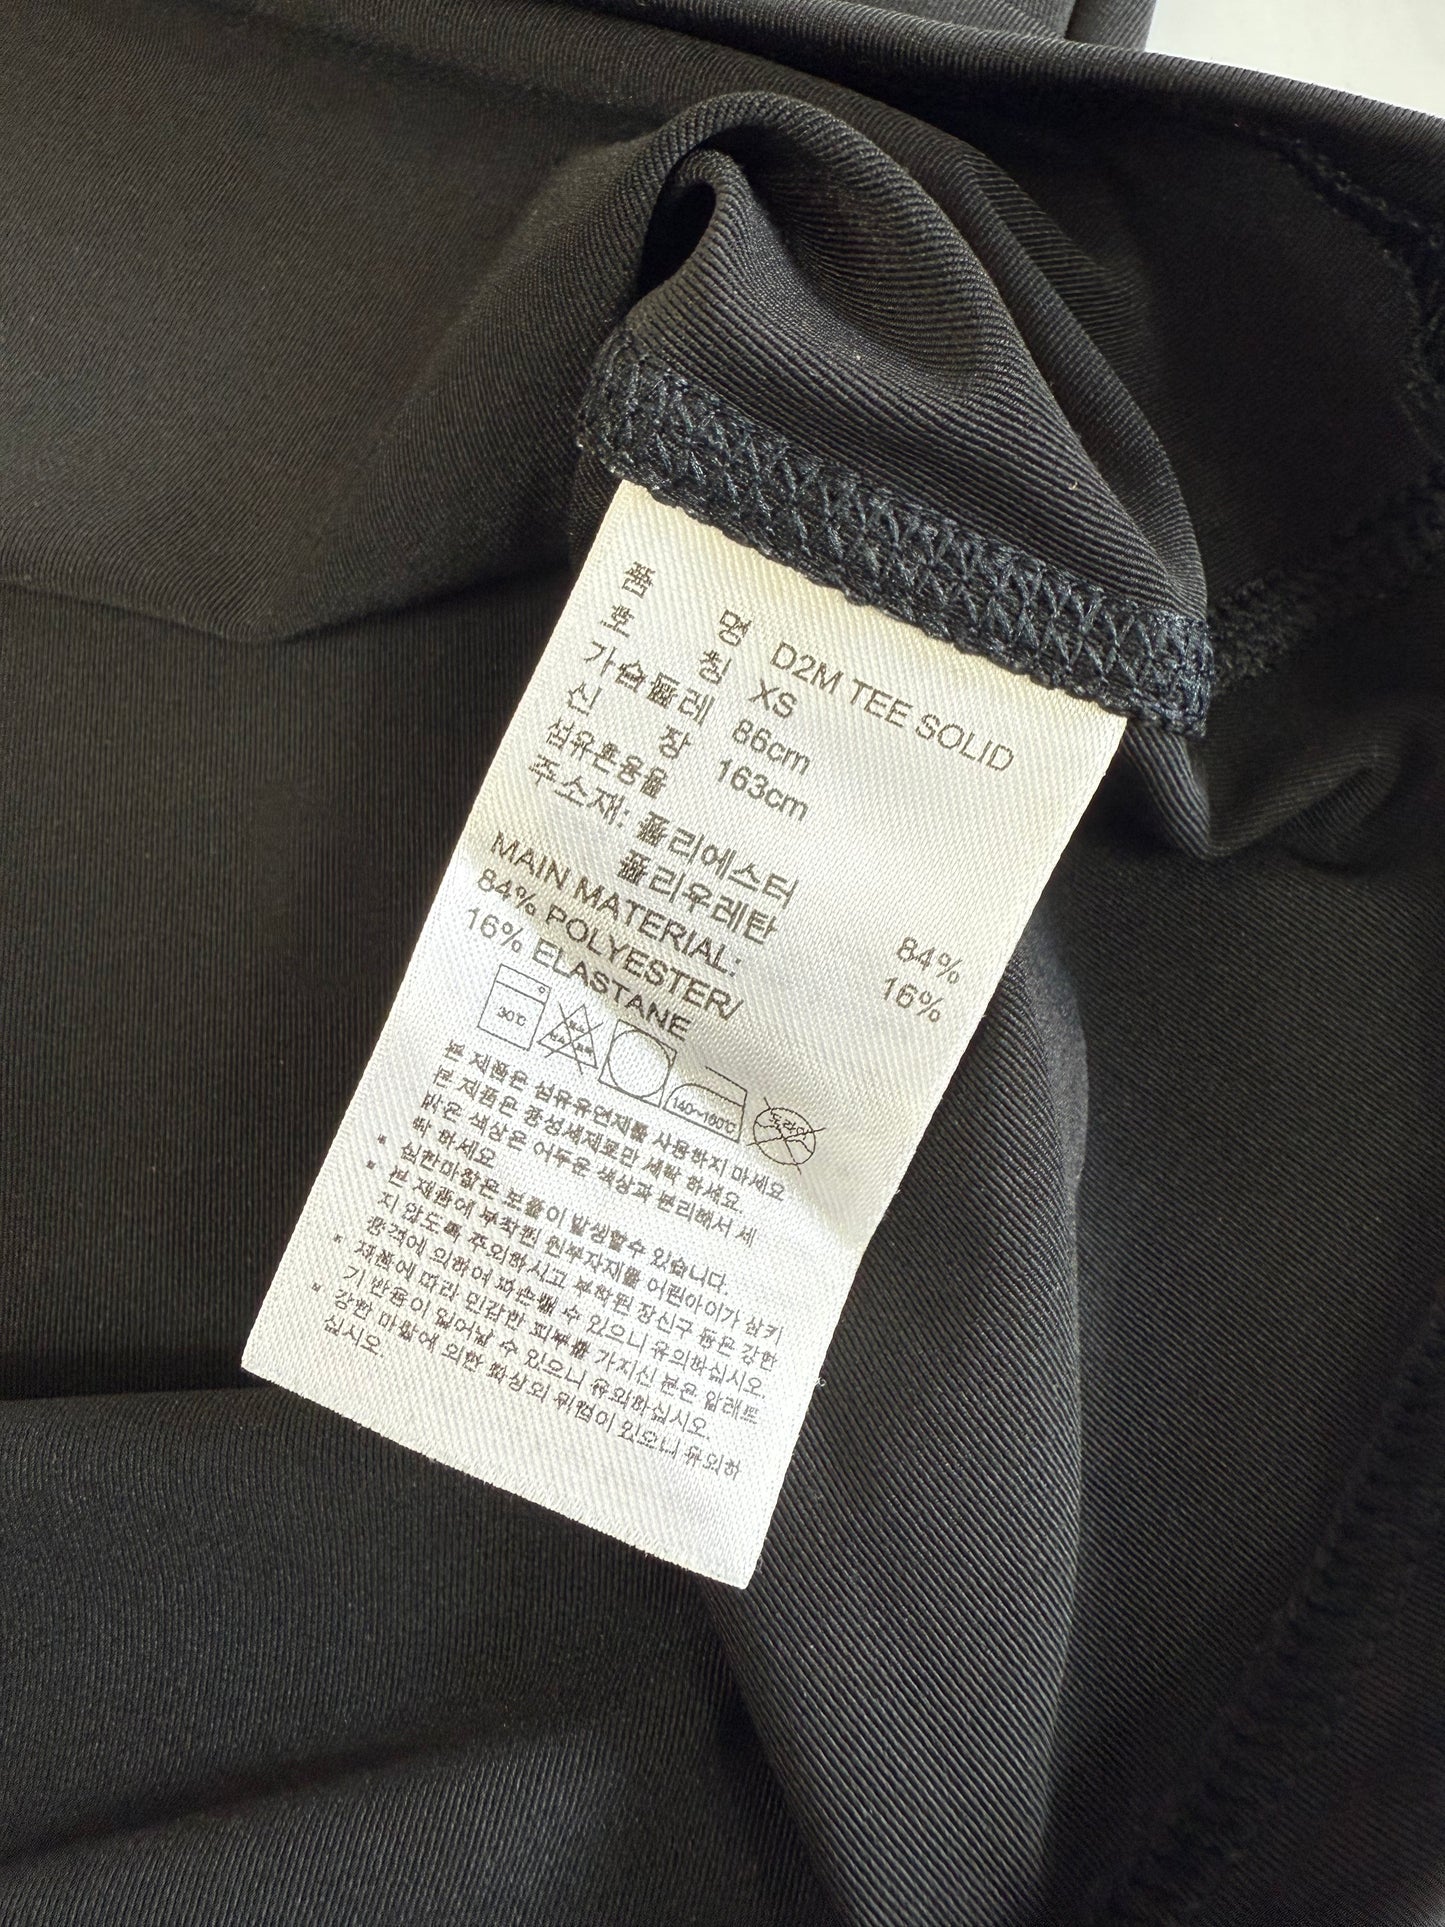 품 명 D2M TEE SOLID
호 칭 XS
가슴둘레 86cm
신 장 163cm
섬유혼용율
주소재: 폴리에스터 84%
폴리우레탄 16%
MAIN MATERIAL:
84% POLYESTER/
16% ELASTANE
30℃
140~160℃
드라이
본 제품은 섬유유연제를 사용하지 마세요
본 제품은 중성세제로만 세탁 하세요.
밝은 색상은 어두운 색상과 분리해서 세
탁 하세요
* 심한마찰은 보풀이 발생할수 있습니다.
* 본 제품에 부착된 원부자재를 어린아이가 삼키
지 않도록 주의하시고 부착된 장신구 등은 강한
충격에 의하여 파손될 수 있으니 유의하십시오.
* 제품에 따라 민감한 피부를 가지신 분은 알레르
기 반응이 일어날 수 있으니 유의하십시오.
* 강한 마찰에 의한 화상의 위험이 있으니 유의하
십시오.